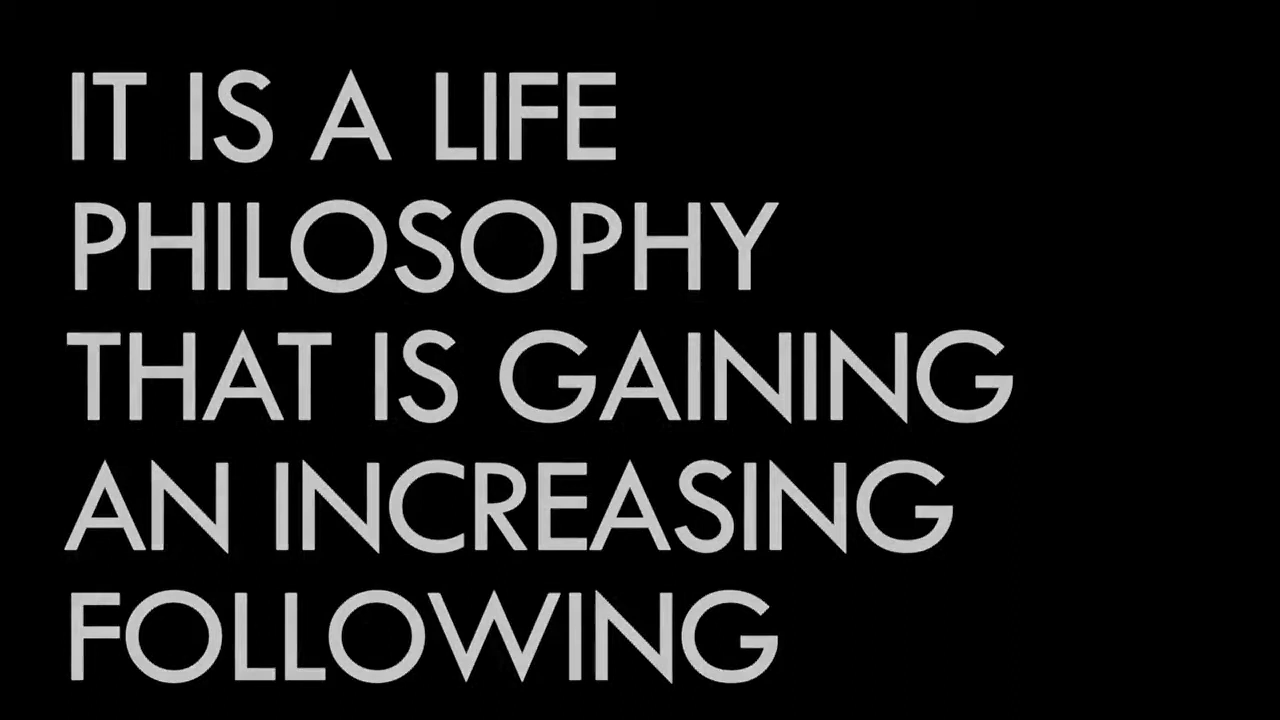 IT IS A LIFE
PHILOSOPHY
THAT IS GAINING
AN INCREASING
FOLLOWING